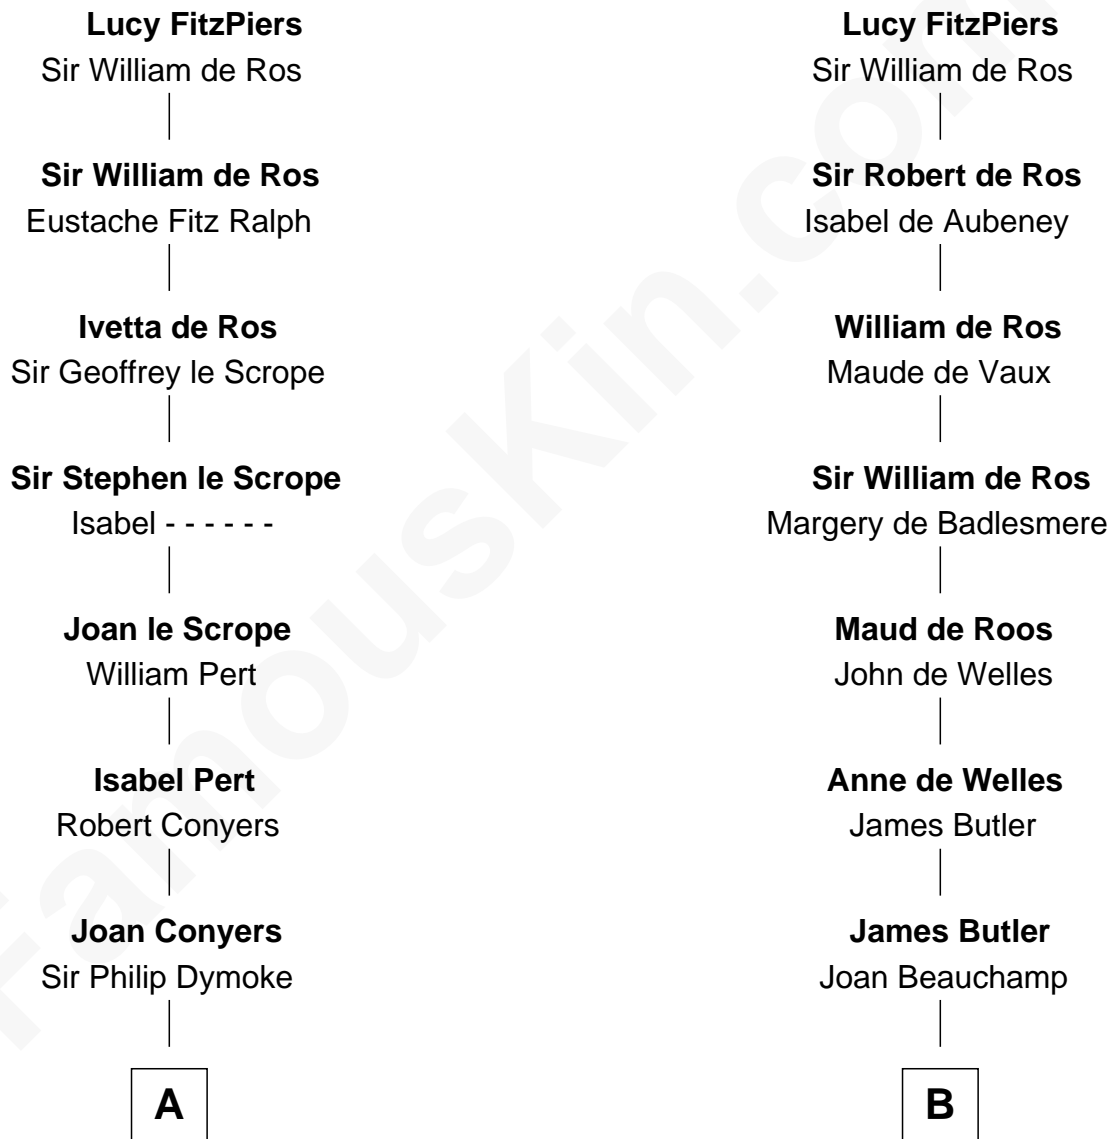 Lucy FitzPiers
Sir William de Ros
Sir William de Ros
Eustache Fitz Ralph
Ivetta de Ros
Sir Geoffrey le Scrope
Sir Stephen le Scrope
Isabel - - - - - -
Joan le Scrope
William Pert
Isabel Pert
Robert Conyers
Joan Conyers
Sir Philip Dymoke
A
Lucy FitzPiers
Sir William de Ros
Sir Robert de Ros
Isabel de Aubeney
William de Ros
Maude de Vaux
Sir William de Ros
Margery de Badlesmere
Maud de Roos
John de Welles
Anne de Welles
James Butler
James Butler
Joan Beauchamp
B
FamousKin.com